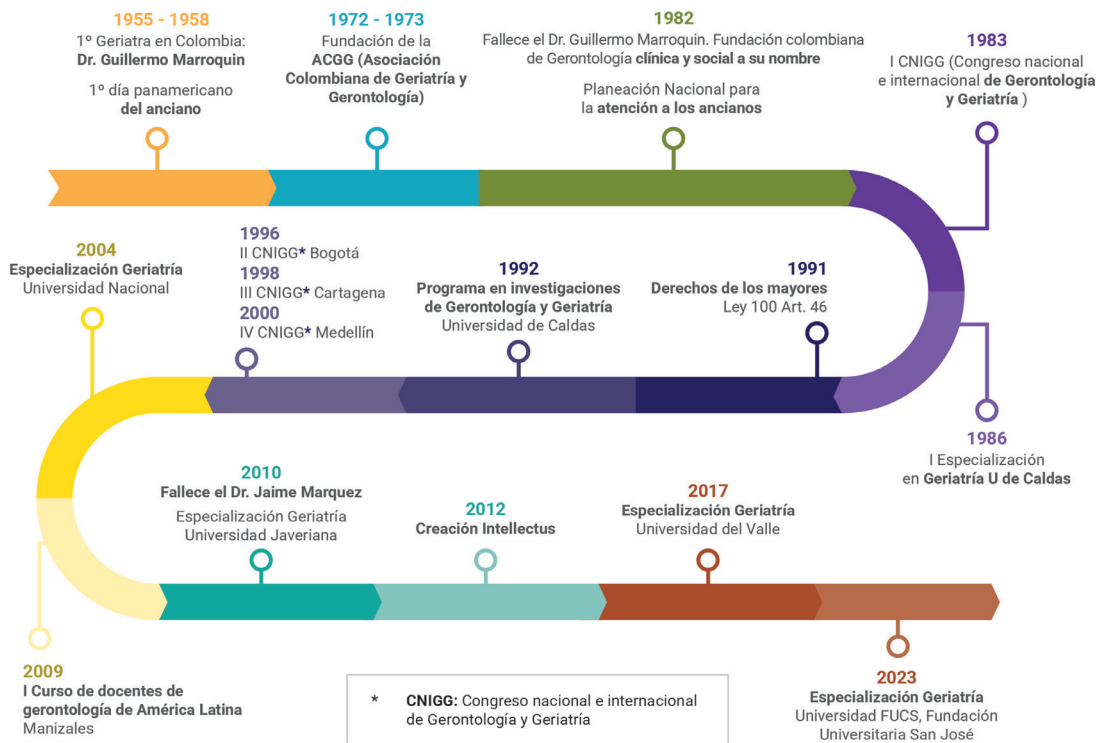 1955 - 1958
1º Geriatra en Colombia:
Dr. Guillermo Marroquin
1º día panamericano
del anciano
1972 - 1973
Fundación de la
ACGG (Asociación
Colombiana de Geriatría y
Gerontología)
1982
Fallece el Dr. Guillermo Marroquin. Fundación colombiana
de Gerontología clínica y social a su nombre
Planeación Nacional para
la atención a los ancianos
1983
I CNIGG (Congreso nacional
e internacional de Gerontología
y Geriatría )
1986
I Especialización
en Geriatría U de Caldas
1991
Derechos de los mayores
Ley 100 Art. 46
1992
Programa en investigaciones
de Gerontología y Geriatría
Universidad de Caldas
1996
II CNIGG* Bogotá
1998
III CNIGG* Cartagena
2000
IV CNIGG* Medellín
2004
Especialización Geriatría
Universidad Nacional
2009
I Curso de docentes de
gerontología de América Latina
Manizales
2010
Fallece el Dr. Jaime Marquez
Especialización Geriatría
Universidad Javeriana
2012
Creación Intellectus
2017
Especialización Geriatría
Universidad del Valle
2023
Especialización Geriatría
Universidad FUCS, Fundación
Universitaria San José
* CNIGG: Congreso nacional e internacional
de Gerontología y Geriatría